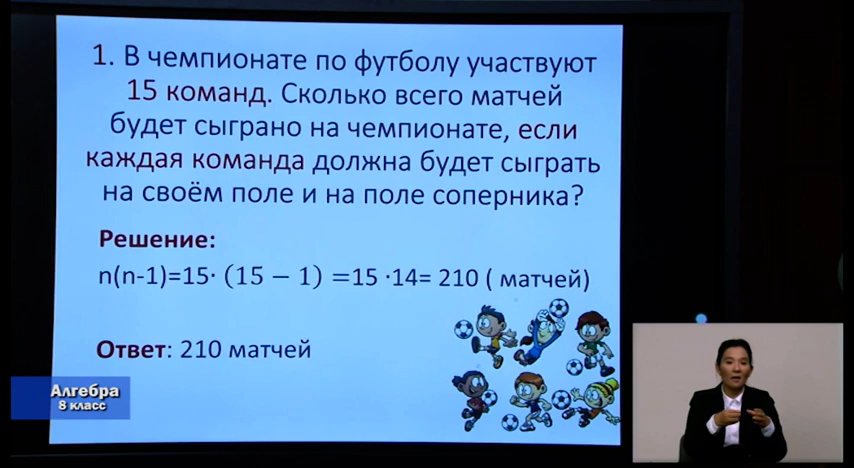 1. В чемпионате по футболу участвуют
15 команд. Сколько всего матчей
будет сыграно на чемпионате, если
каждая команда должна будет сыграть
на своём поле и на поле соперника?
Решение:
n(n-1)=15· (15 − 1) =15 ·14= 210 ( матчей)
Ответ: 210 матчей
Алгебра
8 класс